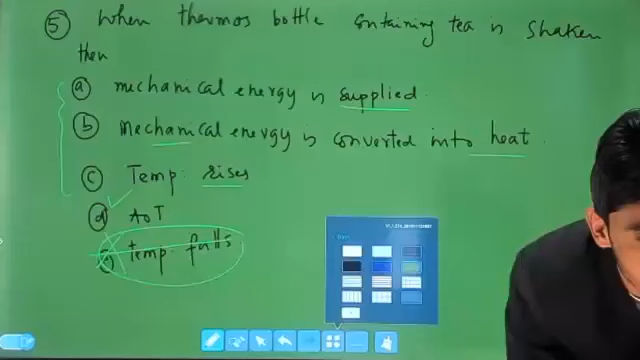 ⑤ When thermos bottle containing tea is shaken
then
ⓐ mechanical energy is supplied.
ⓑ Mechanical energy is converted into heat.
ⓒ Temp: rises
ⓓ AOT
Temp. falls